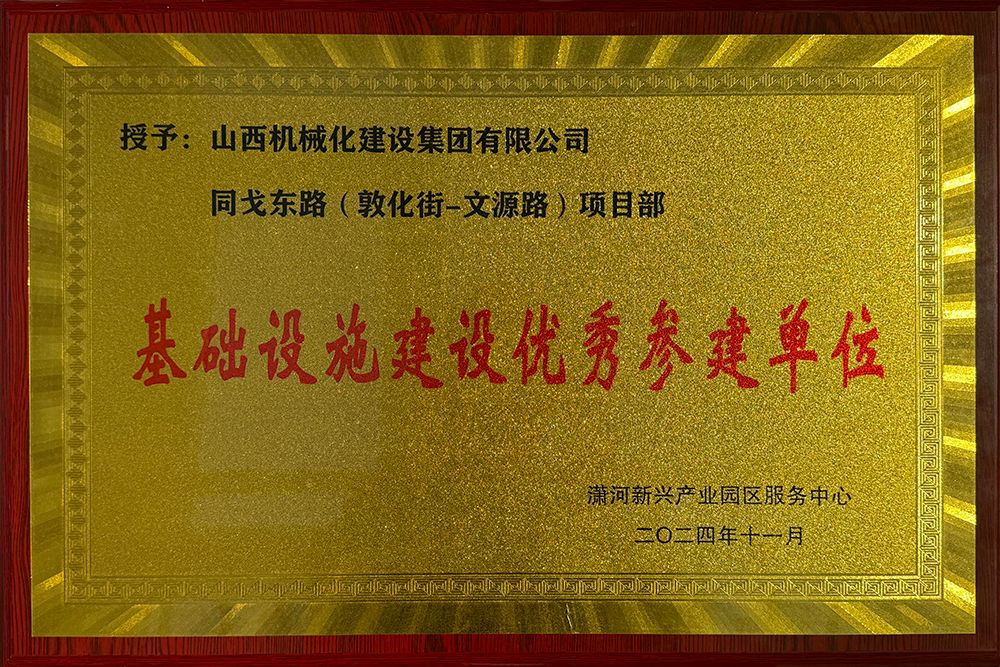 授予：山西机械化建设集团有限公司
同戈东路（敦化街-文源路）项目部
基础设施建设优秀参建单位
潇河新兴产业园区服务中心
二〇二四年十一月